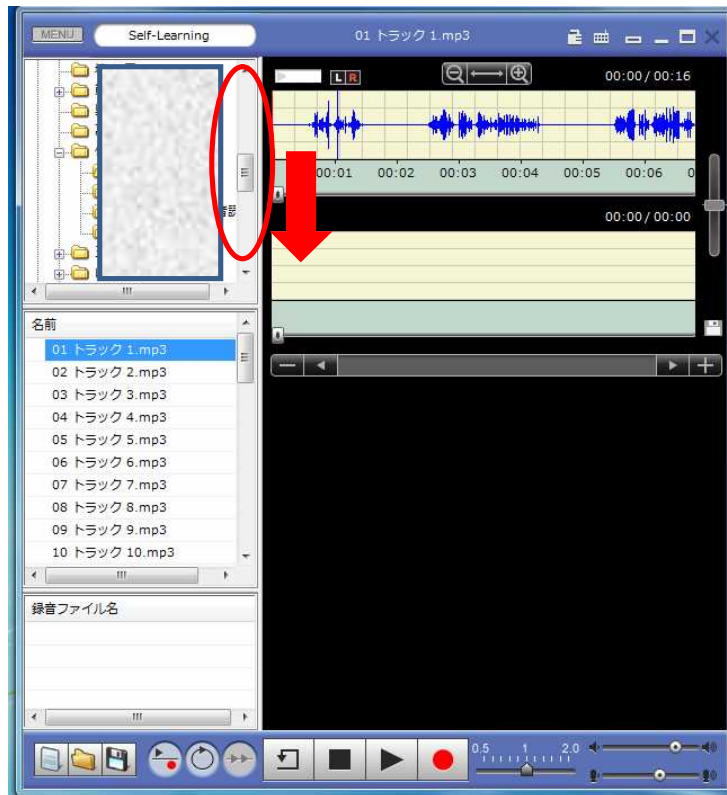 MENU Self-Learning 01 トラック 1.mp3
L R 00:00 / 00:16
00:01 00:02 00:03 00:04 00:05 00:06 0
00:00 / 00:00
名前
01 トラック 1.mp3
02 トラック 2.mp3
03 トラック 3.mp3
04 トラック 4.mp3
05 トラック 5.mp3
06 トラック 6.mp3
07 トラック 7.mp3
08 トラック 8.mp3
09 トラック 9.mp3
10 トラック 10.mp3
録音ファイル名
0.5 1 2.0